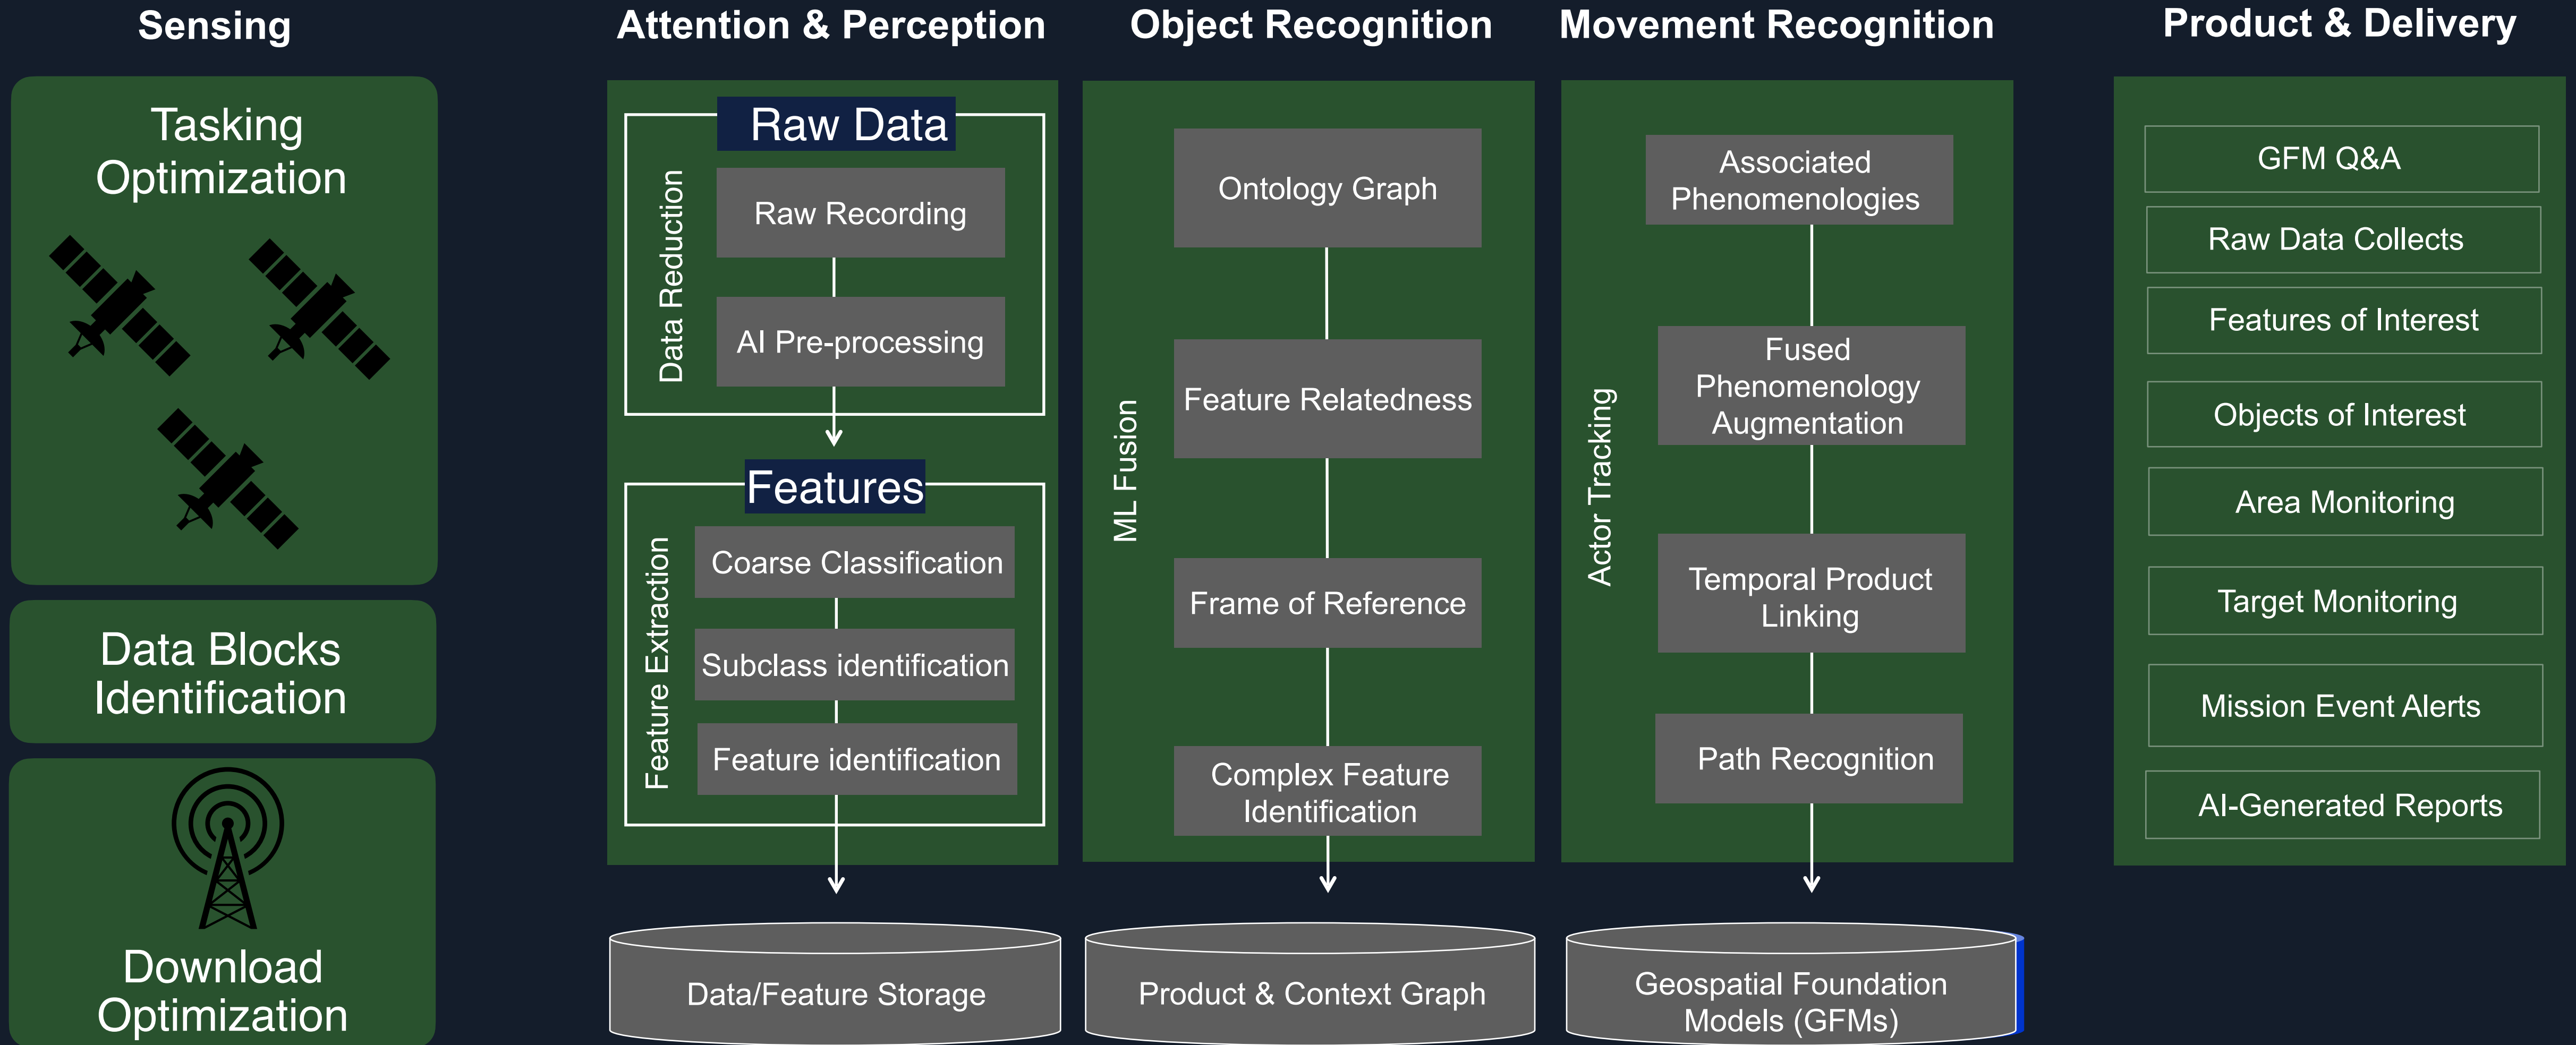 Sensing
Tasking
Optimization
Data Blocks
Identification
Download
Optimization
Attention & Perception
Raw Data
Data Reduction
Raw Recording
AI Pre-processing
Features
Feature Extraction
Coarse Classification
Subclass identification
Feature identification
Data/Feature Storage
Object Recognition
ML Fusion
Ontology Graph
Feature Relatedness
Frame of Reference
Complex Feature
Identification
Product & Context Graph
Movement Recognition
Actor Tracking
Associated
Phenomenologies
Fused
Phenomenology
Augmentation
Temporal Product
Linking
Path Recognition
Geospatial Foundation
Models (GFMs)
Product & Delivery
GFM Q&A
Raw Data Collects
Features of Interest
Objects of Interest
Area Monitoring
Target Monitoring
Mission Event Alerts
AI-Generated Reports